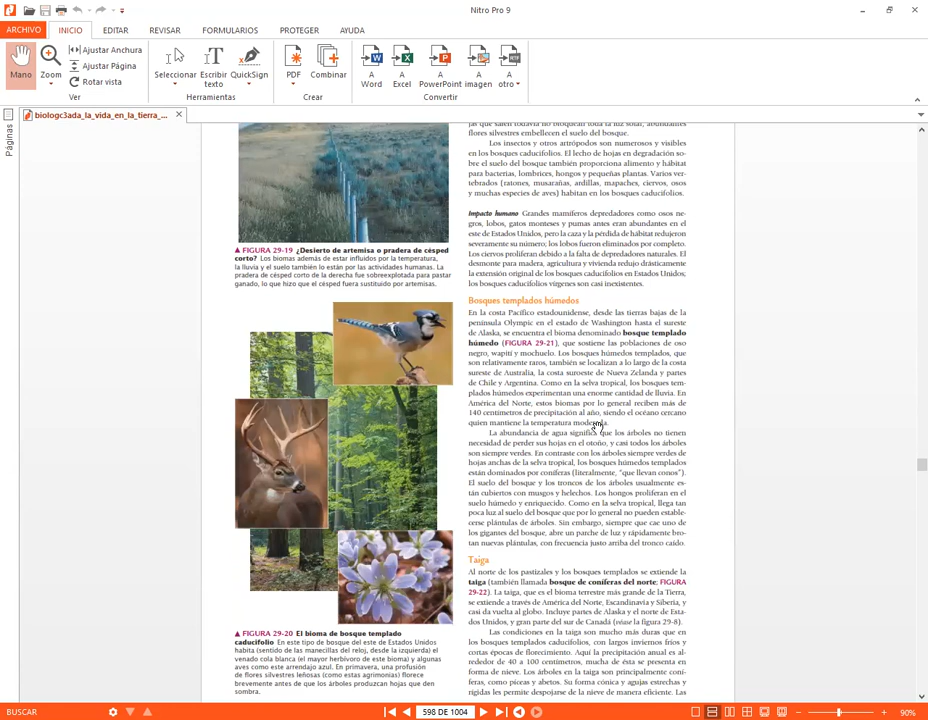 Nitro Pro 9
ARCHIVO
INICIO
EDITAR
REVISAR
FORMULARIOS
PROTEGER
AYUDA
Mano
Zoom
Ajustar Anchura
Ajustar Página
Rotar vista
Ver
Seleccionar
Escribir texto
QuickSign
Herramientas
PDF
Combinar
Crear
A Word
A Excel
A PowerPoint
A imagen
A otro
Convertir
biologc3ada_la_vida_en_la_tierra_...
Páginas
▲ FIGURA 29-19 ¿Desierto de artemisa o pradera de césped
corto? Los biomas además de estar influidos por la temperatura,
la lluvia y el suelo también lo están por las actividades humanas. La
pradera de césped corto de la derecha fue sobreexplotada para pastar
ganado, lo que hizo que el césped fuera sustituido por artemisas.
▲ FIGURA 29-20 El bioma de bosque templado
caducifolio En este tipo de bosque del este de Estados Unidos
habita (sentido de las manecillas del reloj, desde la izquierda) el
venado cola blanca (el mayor herbívoro de este bioma) y algunas
aves como este arrendajo azul. En primavera, una profusión
de flores silvestres leñosas (como estas agrimonias) florece
brevemente antes de que los árboles produzcan hojas que den
sombra.
jas que salen todavía no bloquean toda la luz solar, abundantes
flores silvestres embellecen el suelo del bosque.
Los insectos y otros artrópodos son numerosos y visibles
en los bosques caducifolios. El lecho de hojas en degradación so-
bre el suelo del bosque también proporciona alimento y hábitat
para bacterias, lombrices, hongos y pequeñas plantas. Varios ver-
tebrados (ratones, musarañas, ardillas, mapaches, ciervos, osos
y muchas especies de aves) habitan en los bosques caducifolios.
Impacto humano Grandes mamíferos depredadores como osos ne-
gros, lobos, gatos monteses y pumas antes eran abundantes en el
este de Estados Unidos, pero la caza y la pérdida de hábitat redujeron
severamente su número; los lobos fueron eliminados por completo.
Los ciervos proliferan debido a la falta de depredadores naturales. El
desmonte para madera, agricultura y vivienda redujo drásticamente
la extensión original de los bosques caducifolios en Estados Unidos;
los bosques caducifolios vírgenes son casi inexistentes.
Bosques templados húmedos
En la costa Pacífico estadounidense, desde las tierras bajas de la
península Olympic en el estado de Washington hasta el sureste
de Alaska, se encuentra el bioma denominado bosque templado
húmedo (FIGURA 29-21), que sostiene las poblaciones de oso
negro, wapití y mochuelo. Los bosques húmedos templados, que
son relativamente raros, también se localizan a lo largo de la costa
sureste de Australia, la costa suroeste de Nueva Zelanda y partes
de Chile y Argentina. Como en la selva tropical, los bosques tem-
plados húmedos experimentan una enorme cantidad de lluvia. En
América del Norte, estos biomas por lo general reciben más de
140 centímetros de precipitación al año, siendo el océano cercano
quien mantiene la temperatura moderada.
La abundancia de agua significa que los árboles no tienen
necesidad de perder sus hojas en el otoño, y casi todos los árboles
son siempre verdes. En contraste con los árboles siempre verdes de
hojas anchas de la selva tropical, los bosques húmedos templados
están dominados por coníferas (literalmente, “que llevan conos”).
El suelo del bosque y los troncos de los árboles usualmente es-
tán cubiertos con musgos y helechos. Los hongos proliferan en el
suelo húmedo y enriquecido. Como en la selva tropical, llega tan
poca luz al suelo del bosque que por lo general no pueden estable-
cerse plántulas de árboles. Sin embargo, siempre que cae uno de
los gigantes del bosque, abre un parche de luz y rápidamente bro-
tan nuevas plántulas, con frecuencia justo arriba del tronco caído.
Taiga
Al norte de los pastizales y los bosques templados se extiende la
taiga (también llamada bosque de coníferas del norte; FIGURA
29-22). La taiga, que es el bioma terrestre más grande de la Tierra,
se extiende a través de América del Norte, Escandinavia y Siberia, y
casi da vuelta al globo. Incluye partes de Alaska y el norte de Esta-
dos Unidos, y gran parte del sur de Canadá (véase la figura 29-8).
Las condiciones en la taiga son mucho más duras que en
los bosques templados caducifolios, con largos inviernos fríos y
cortas épocas de florecimiento. Aquí la precipitación anual es al-
rededor de 40 a 100 centímetros, mucha de ésta se presenta en
forma de nieve. Los árboles en la taiga son principalmente coní-
feras, como píceas y abetos. Su forma cónica y agujas estrechas y
rígidas les permite despojarse de la nieve de manera eficiente. Las
BUSCAR
598 DE 1004
90%